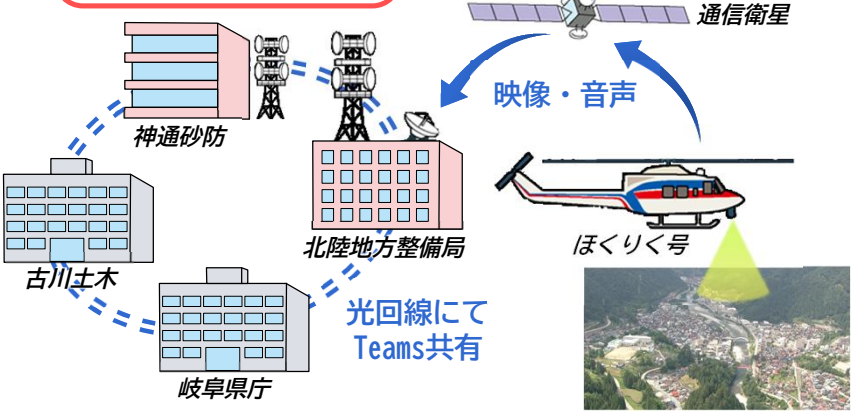 通信衛星
映像・音声
神通砂防
北陸地方整備局
ほくりく号
古川土木
光回線にて
Teams共有
岐阜県庁